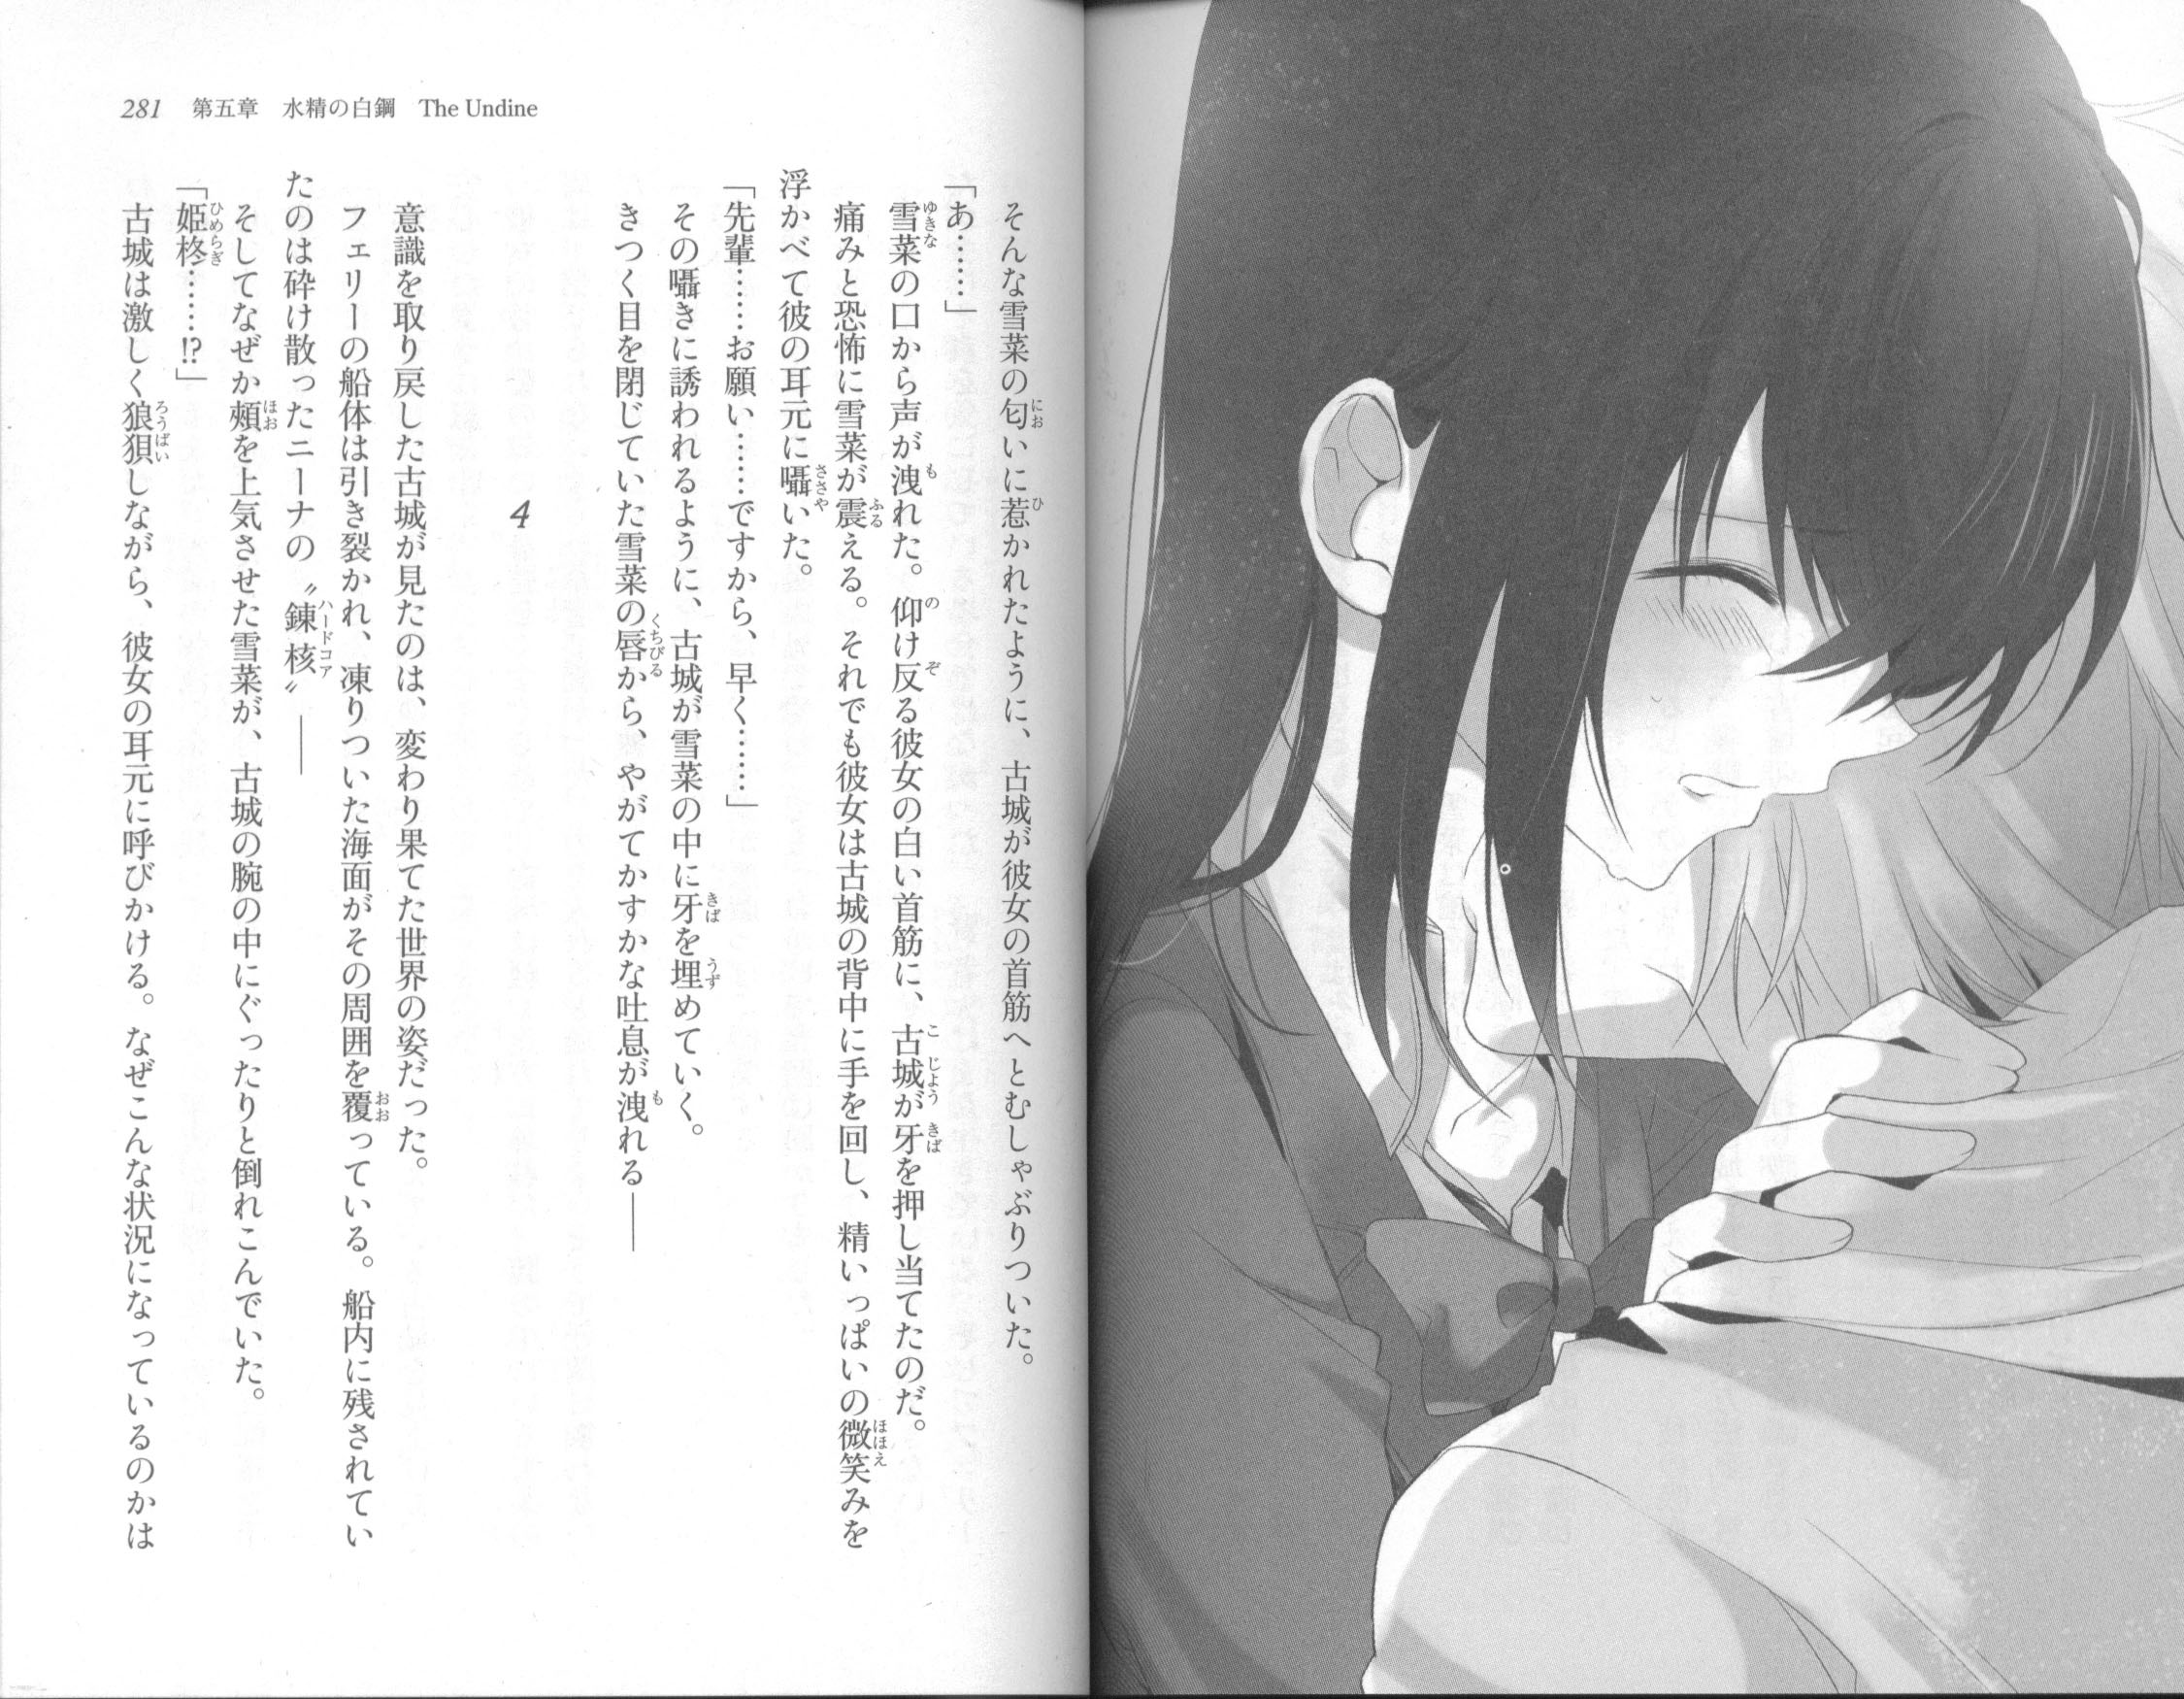 281 第五章 水精の白鋼 The Undine
そんな雪菜の匂いに惹かれたように、古城が彼女の首筋へとむしゃぶりついた。
「あ……」
雪菜の口から声が洩れた。仰け反る彼女の白い首筋に、古城が牙を押し当てたのだ。
痛みと恐怖に雪菜が震える。それでも彼女は古城の背中に手を回し、精いっぱいの微笑みを
浮かべて彼の耳元に囁いた。
「先輩……お願い……ですから、早く……」
その囁きに誘われるように、古城が雪菜の中に牙を埋めていく。
きつく目を閉じていた雪菜の唇から、やがてかすかな吐息が洩れる――
4
意識を取り戻した古城が見たのは、変わり果てた世界の姿だった。
フェリーの船体は引き裂かれ、凍りついた海面がその周囲を覆っている。船内に残されてい
たのは砕け散ったニーナの〝錬核〟――
そしてなぜか頬を上気させた雪菜が、古城の腕の中にぐったりと倒れこんでいた。
「姫柊……!?」
古城は激しく狼狽しながら、彼女の耳元に呼びかける。なぜこんな状況になっているのかは